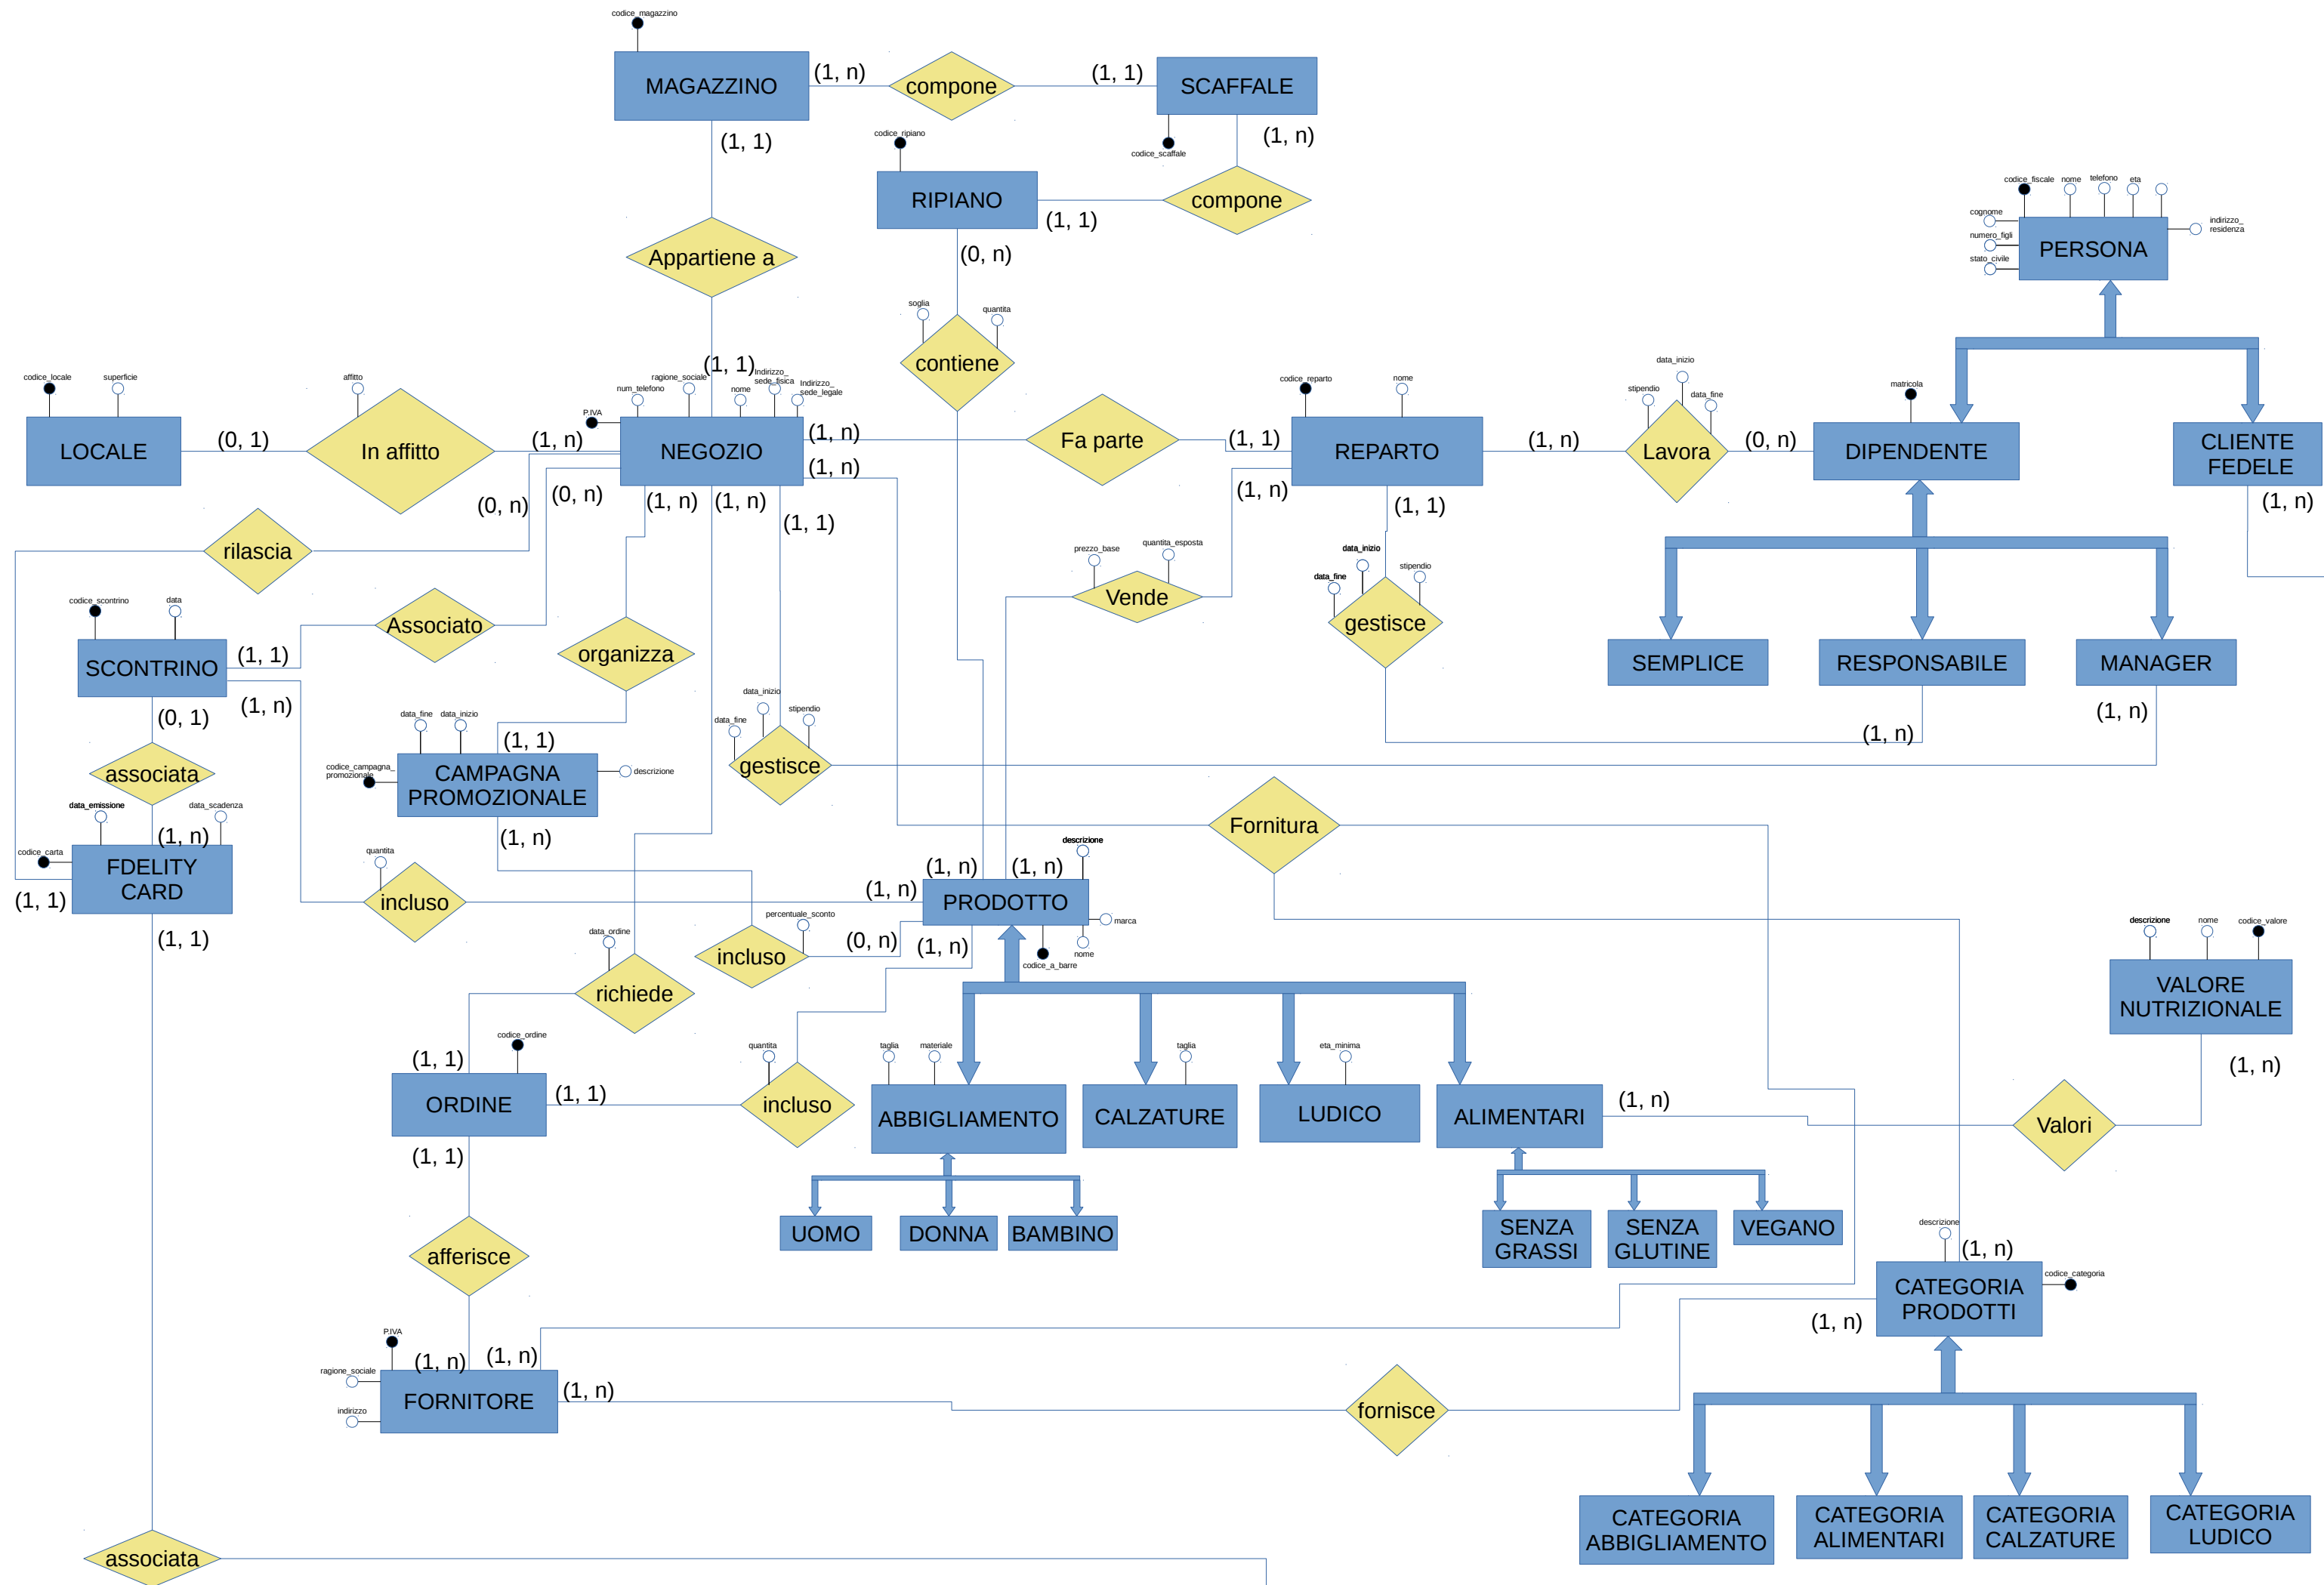 codice_magazzino
MAGAZZINO
(1, n)
compone
(1, 1)
SCAFFALE
(1, 1)
codice_ripiano
codice_scaffale
(1, n)
RIPIANO
(1, 1)
compone
codice_fiscale
nome
telefono
eta
cognome
numero_figli
stato_civile
indirizzo_
residenza
PERSONA
Appartiene a
(0, n)
soglia
quantita
contiene
(1, 1)
codice_locale
superficie
affitto
num_telefono
ragione_sociale
nome
Indirizzo_
sede_fisica
Indirizzo_
sede_legale
P.IVA
codice_reparto
nome
data_inizio
stipendio
data_fine
matricola
LOCALE
(0, 1)
In affitto
(1, n)
NEGOZIO
(1, n)
(1, n)
Fa parte
(1, 1)
REPARTO
(1, n)
Lavora
(0, n)
DIPENDENTE
CLIENTE
FEDELE
(1, n)
(0, n)
(0, n)
(1, n)
(1, n)
(1, 1)
(1, n)
(1, 1)
rilascia
prezzo_base
quantita_esposta
Vende
data_inizio
data_fine
stipendio
gestisce
codice_scontrino
data
Associato
organizza
SCONTRINO
(1, 1)
(1, n)
(0, 1)
SEMPLICE
RESPONSABILE
MANAGER
(1, n)
(1, n)
data_fine
data_inizio
(1, 1)
data_inizio
data_fine
stipendio
gestisce
associata
codice_campagna_
promozionale
CAMPAGNA
PROMOZIONALE
descrizione
data_emissione
data_scadenza
(1, n)
(1, n)
Fornitura
codice_carta
FDELITY
CARD
(1, 1)
(1, 1)
quantita
incluso
(1, n)
(1, n)
(1, n)
descrizione
PRODOTTO
marca
nome
codice_a_barre
percentuale_sconto
incluso
(0, n)
(1, n)
data_ordine
richiede
descrizione
nome
codice_valore
VALORE
NUTRIZIONALE
(1, n)
codice_ordine
(1, 1)
ORDINE
(1, 1)
quantita
incluso
taglia
materiale
ABBIGLIAMENTO
taglia
CALZATURE
eta_minima
LUDICO
ALIMENTARI
(1, n)
Valori
(1, 1)
UOMO
DONNA
BAMBINO
SENZA
GRASSI
SENZA
GLUTINE
VEGANO
afferisce
descrizione
(1, n)
codice_categoria
CATEGORIA
PRODOTTI
(1, n)
P.IVA
ragione_sociale
indirizzo
(1, n)
(1, n)
FORNITORE
(1, n)
fornisce
CATEGORIA
ABBIGLIAMENTO
CATEGORIA
ALIMENTARI
CATEGORIA
CALZATURE
CATEGORIA
LUDICO
associata